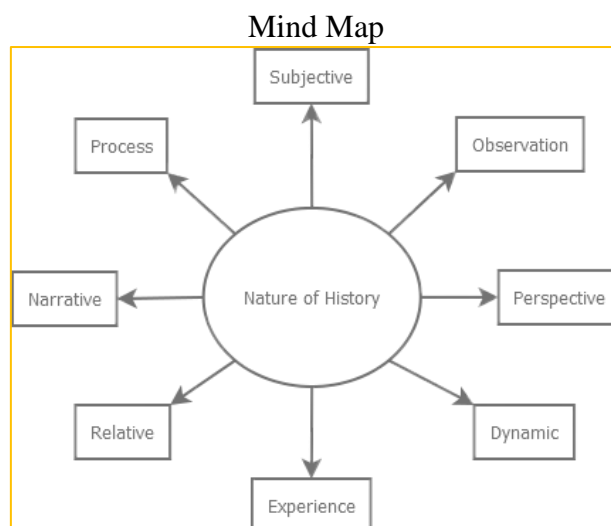 Mind Map
Subjective
Process
Observation
Narrative
Nature of History
Perspective
Relative
Dynamic
Experience